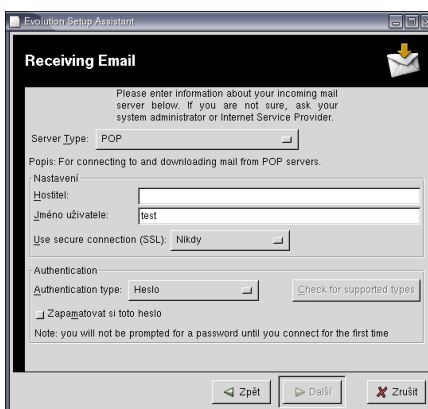 Evolution Setup Assistant
Receiving Email
Please enter information about your incoming mail
server below. If you are not sure, ask your
system administrator or Internet Service Provider.
Server Type: POP
Popis: For connecting to and downloading mail from POP servers.
Nastavení
Hostitel:
Jméno uživatele: test
Use secure connection (SSL): Nikdy
Authentication
Authentication type: Heslo Check for supported types
Zapamatovat si toto heslo
Note: you will not be prompted for a password until you connect for the first time
Zpět Další Zrušit